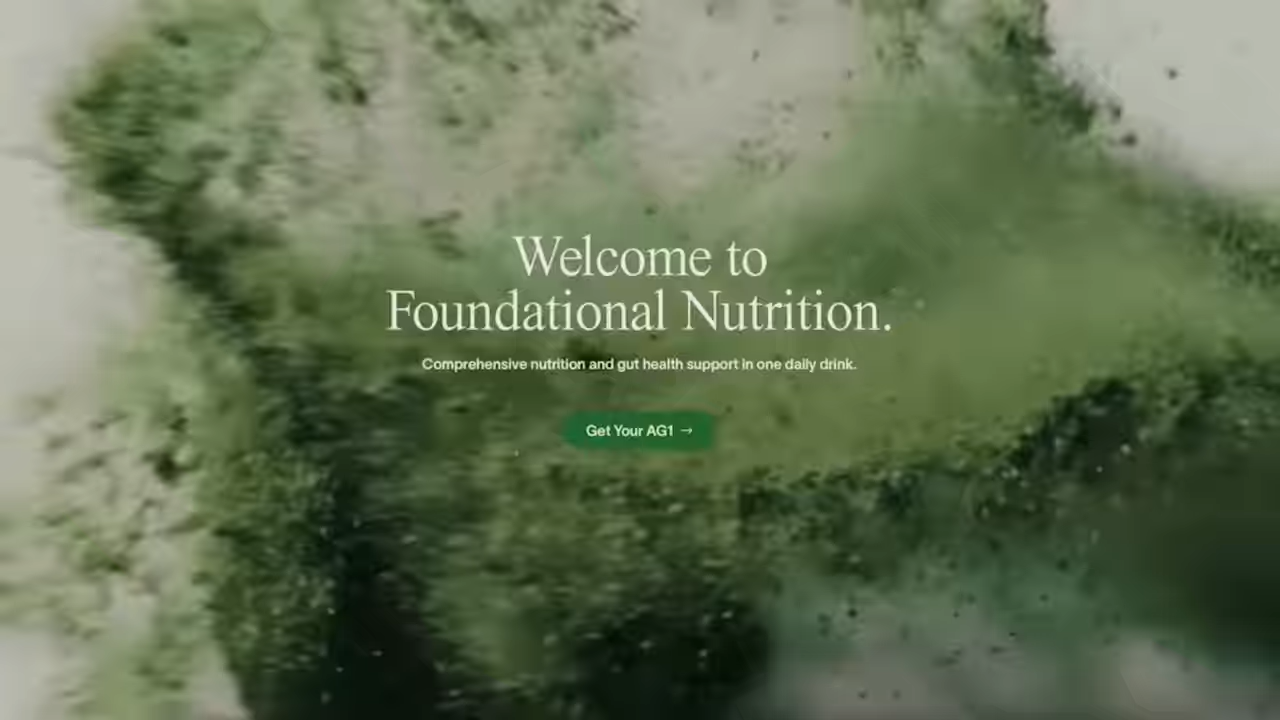 Welcome to
Foundational Nutrition.
Comprehensive nutrition and gut health support in one daily drink.
Get Your AG1 →